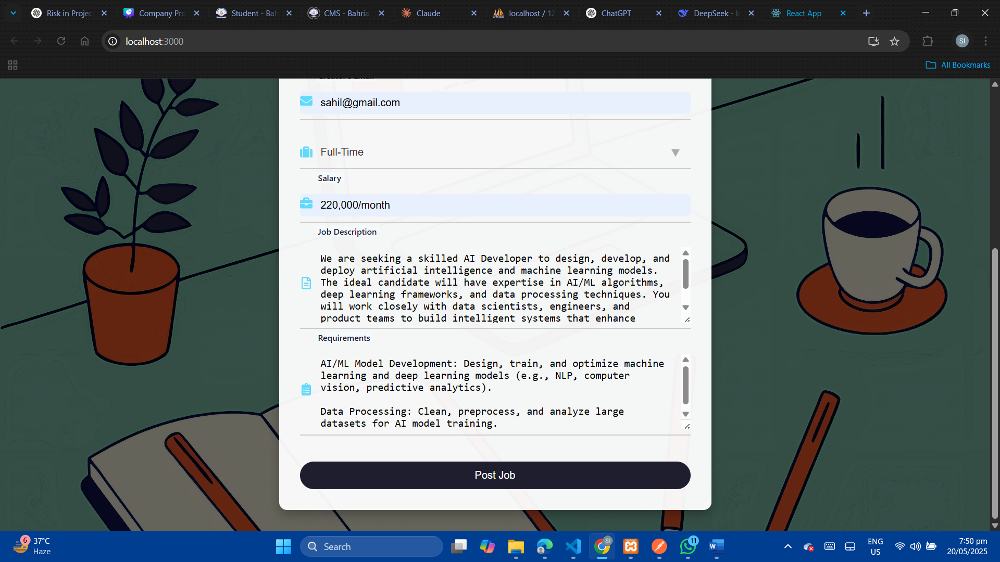 Risk in Projec
Company Pro
Student - Bah
CMS - Bahria
Claude
localhost / 12
ChatGPT
DeepSeek - I
React App
localhost:3000
SI
All Bookmarks
sahil@gmail.com
Full-Time
Salary
220,000/month
Job Description
We are seeking a skilled AI Developer to design, develop, and
deploy artificial intelligence and machine learning models.
The ideal candidate will have expertise in AI/ML algorithms,
deep learning frameworks, and data processing techniques. You
will work closely with data scientists, engineers, and
product teams to build intelligent systems that enhance
Requirements
AI/ML Model Development: Design, train, and optimize machine
learning and deep learning models (e.g., NLP, computer
vision, predictive analytics).
Data Processing: Clean, preprocess, and analyze large
datasets for AI model training.
Post Job
6
37°C
Haze
Search
SI
11
ENG
US
7:50 pm
20/05/2025